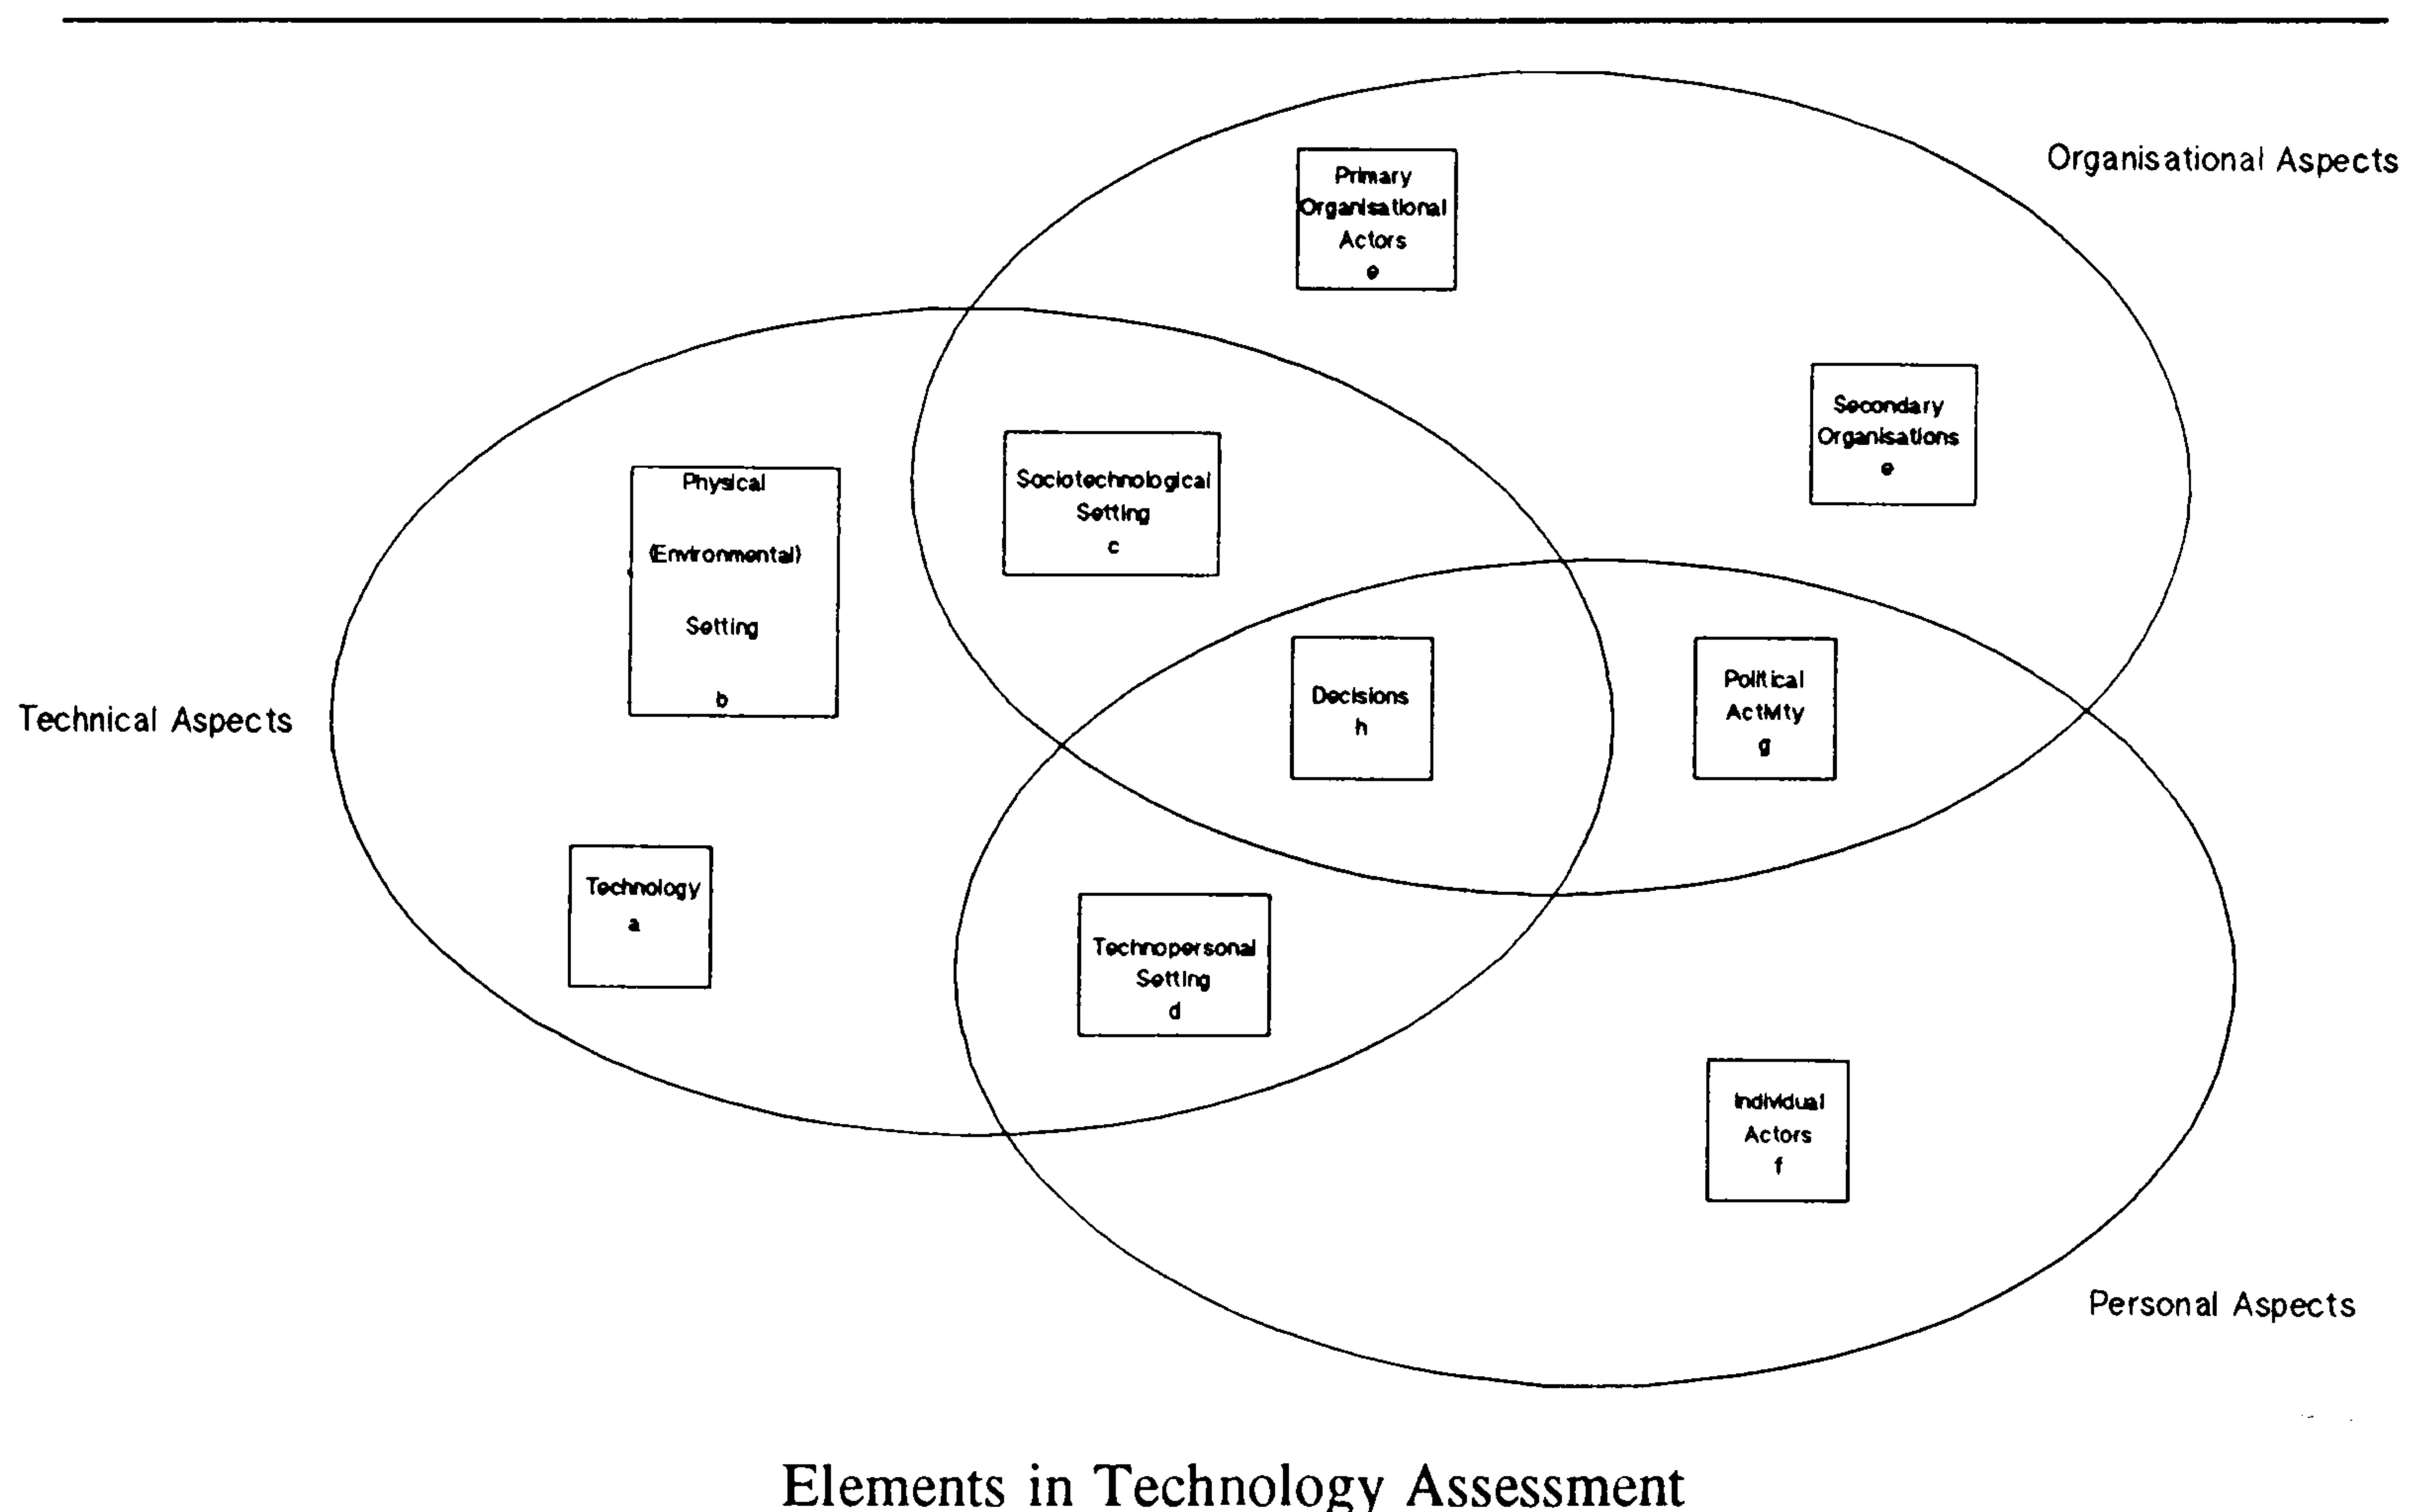 Organisational Aspects
Primary
Organisational
Actors
e
Secondary
Organisations
e
Physical
(Environmental)
Setting
b
Sociotechnological
Setting
c
Technical Aspects
Decisions
h
Political
Activity
g
Technology
a
Technopersonal
Setting
d
Individual
Actors
f
Personal Aspects
Elements in Technology Assessment